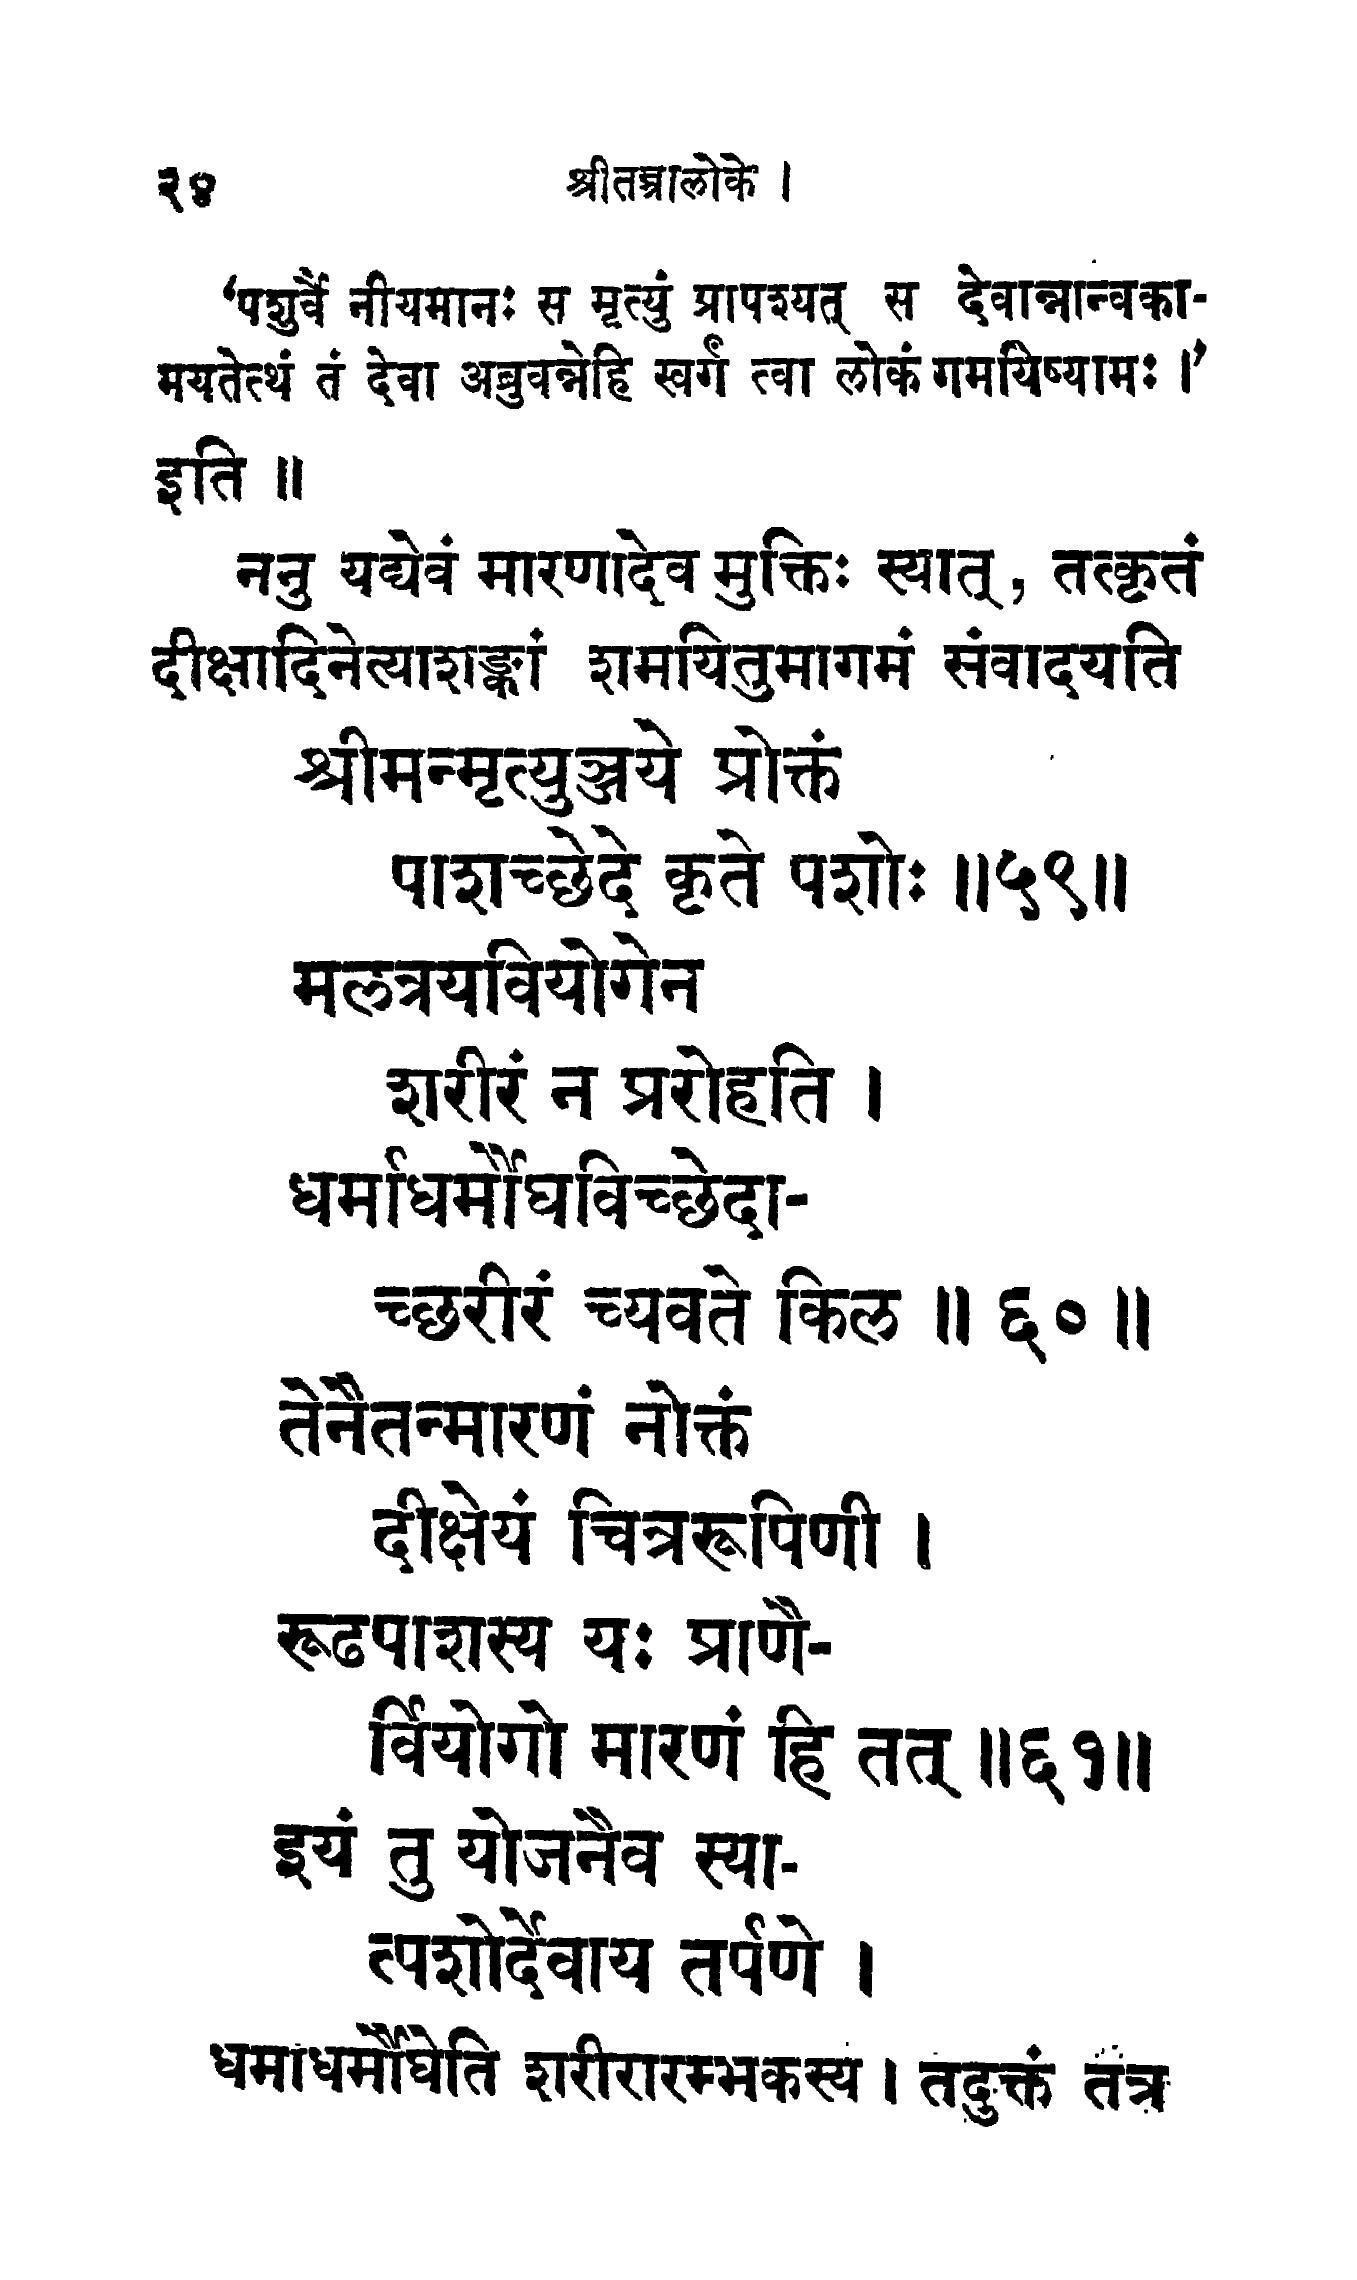 २४ श्रीतन्त्रालोके ।
‘पशुर्वै नीयमानः स मृत्युं प्रापश्यत् स देवान्नान्वका-
मयतेत्थं तं देवा अब्रुवन्नेहि स्वर्गं त्वा लोकं गमयिष्यामः ।’
इति ॥
ननु यद्येवं मारणादेव मुक्तिः स्यात् , तत्कृतं
दीक्षादिनेत्याशङ्कां शमयितुमागमं संवादयति
श्रीमन्मृत्युञ्जये प्रोक्तं
पाशच्छेदे कृते पशोः ॥५९॥
मलत्रयवियोगेन
शरीरं न प्ररोहति ।
धर्माधर्मौघविच्छेदा-
च्छरीरं च्यवते किल ॥ ६० ॥
तेनैतन्मारणं नोक्तं
दीक्षेयं चित्ररूपिणी ।
रूढपाशस्य यः प्राणै-
र्वियोगो मारणं हि तत् ॥६१॥
इयं तु योजनैव स्या-
त्पशोर्देवाय तर्पणे ।
धर्माधर्मौघेति शरीरारम्भकस्य । तदुक्तं तत्र